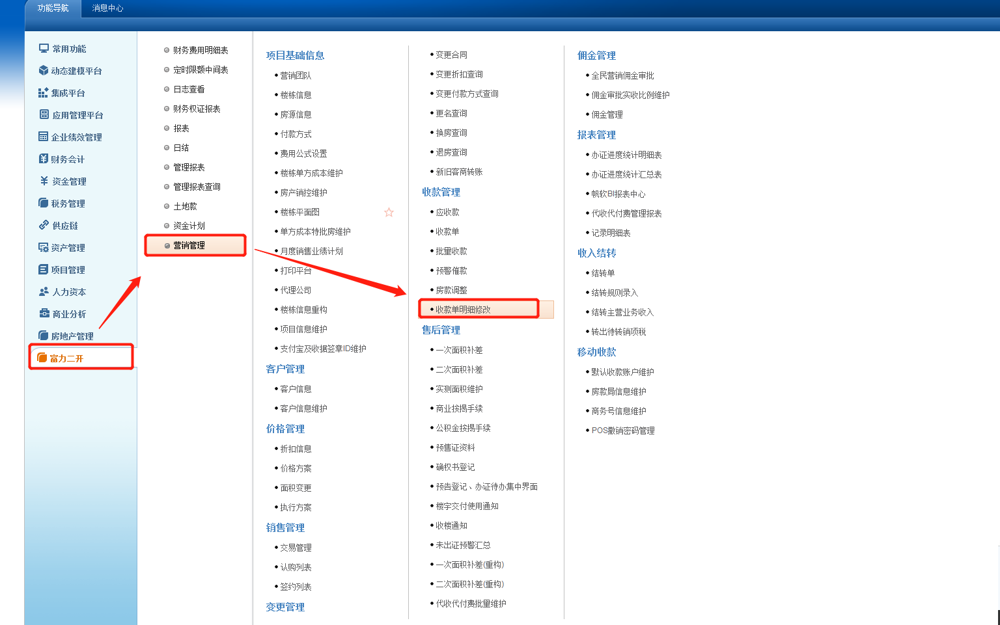 功能导航
消息中心
常用功能
动态建模平台
集成平台
应用管理平台
企业绩效管理
财务会计
资金管理
税务管理
供应链
资产管理
项目管理
人力资本
商业分析
房地产管理
富力二开
财务费用明细表
定时限额中间表
日志查看
财务权证报表
报表
日结
管理报表
管理报表查询
土地款
资金计划
营销管理
项目基础信息
营销团队
楼栋信息
房源信息
付款方式
费用公式设置
楼栋单方成本维护
房产销控维护
楼栋平面图
单方成本特批房维护
月度销售业绩计划
打印平台
代理公司
楼栋信息重构
项目信息维护
支付宝及收据签章ID维护
客户管理
客户信息
客户信息维护
价格管理
折扣信息
价格方案
面积变更
执行方案
销售管理
交易管理
认购列表
签约列表
变更管理
变更合同
变更折扣查询
变更付款方式查询
更名查询
换房查询
退房查询
新旧客商转账
收款管理
应收款
收款单
批量收款
预警催款
房款调整
收款单明细修改
售后管理
一次面积补差
二次面积补差
实测面积维护
商业按揭手续
公积金按揭手续
预售证资料
确权书登记
预告登记、办证待办集中界面
楼宇交付使用通知
收楼通知
未出证预警汇总
一次面积补差(重构)
二次面积补差(重构)
代收代付费批量维护
佣金管理
全民营销佣金审批
佣金审批实收比例维护
佣金管理
报表管理
办证进度统计明细表
办证进度统计汇总表
帆软BI报表中心
代收代付费管理报表
记录明细表
收入结转
结转单
结转规则录入
结转主营业务收入
转出待转销项税
移动收款
默认收款账户维护
房款局信息维护
商务号信息维护
POS撤销密码管理